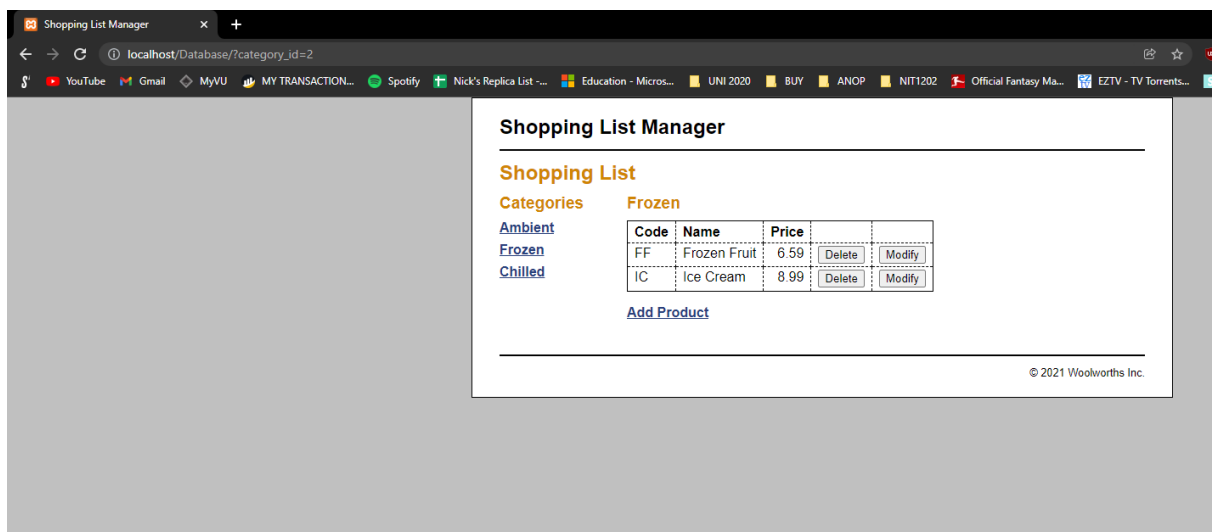 Shopping List Manager
localhost/Database/?category_id=2
YouTube Gmail MyVU MY TRANSACTION... Spotify Nick's Replica List -... Education - Micros... UNI 2020 BUY ANOP NIT1202 Official Fantasy Ma... EZTV - TV Torrents...
Shopping List Manager
Shopping List
Categories
Ambient
Frozen
Chilled
Frozen
Code Name Price
FF Frozen Fruit 6.59 Delete Modify
IC Ice Cream 8.99 Delete Modify
Add Product
© 2021 Woolworths Inc.